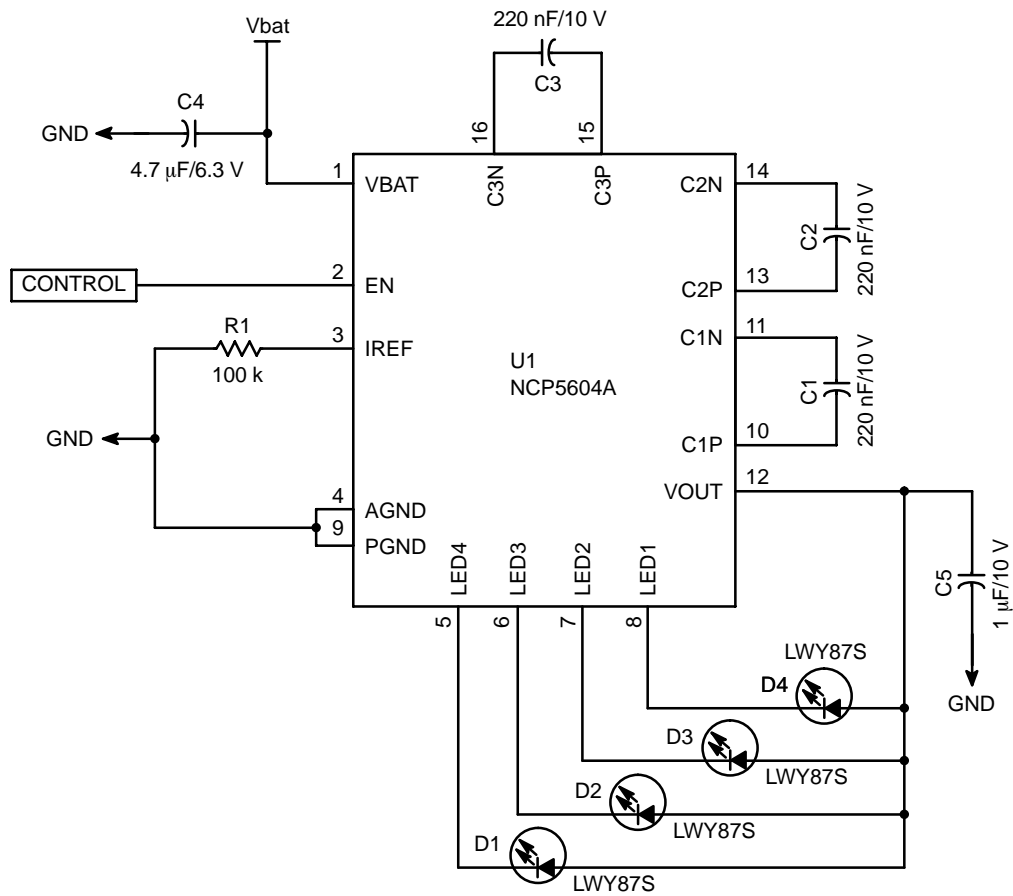 Vbat
220 nF/10 V
C3
C4
GND
4.7 μF/6.3 V
16
15
1
VBAT
C3N
C3P
C2N
14
C2
220 nF/10 V
CONTROL
2
EN
C2P
13
R1
100 k
3
IREF
C1N
11
U1
NCP5604A
C1
220 nF/10 V
GND
C1P
10
VOUT
12
4
AGND
9
PGND
LED4
LED3
LED2
LED1
C5
1 μF/10 V
5
6
7
8
LWY87S
D4
GND
D3
LWY87S
D2
LWY87S
D1
LWY87S